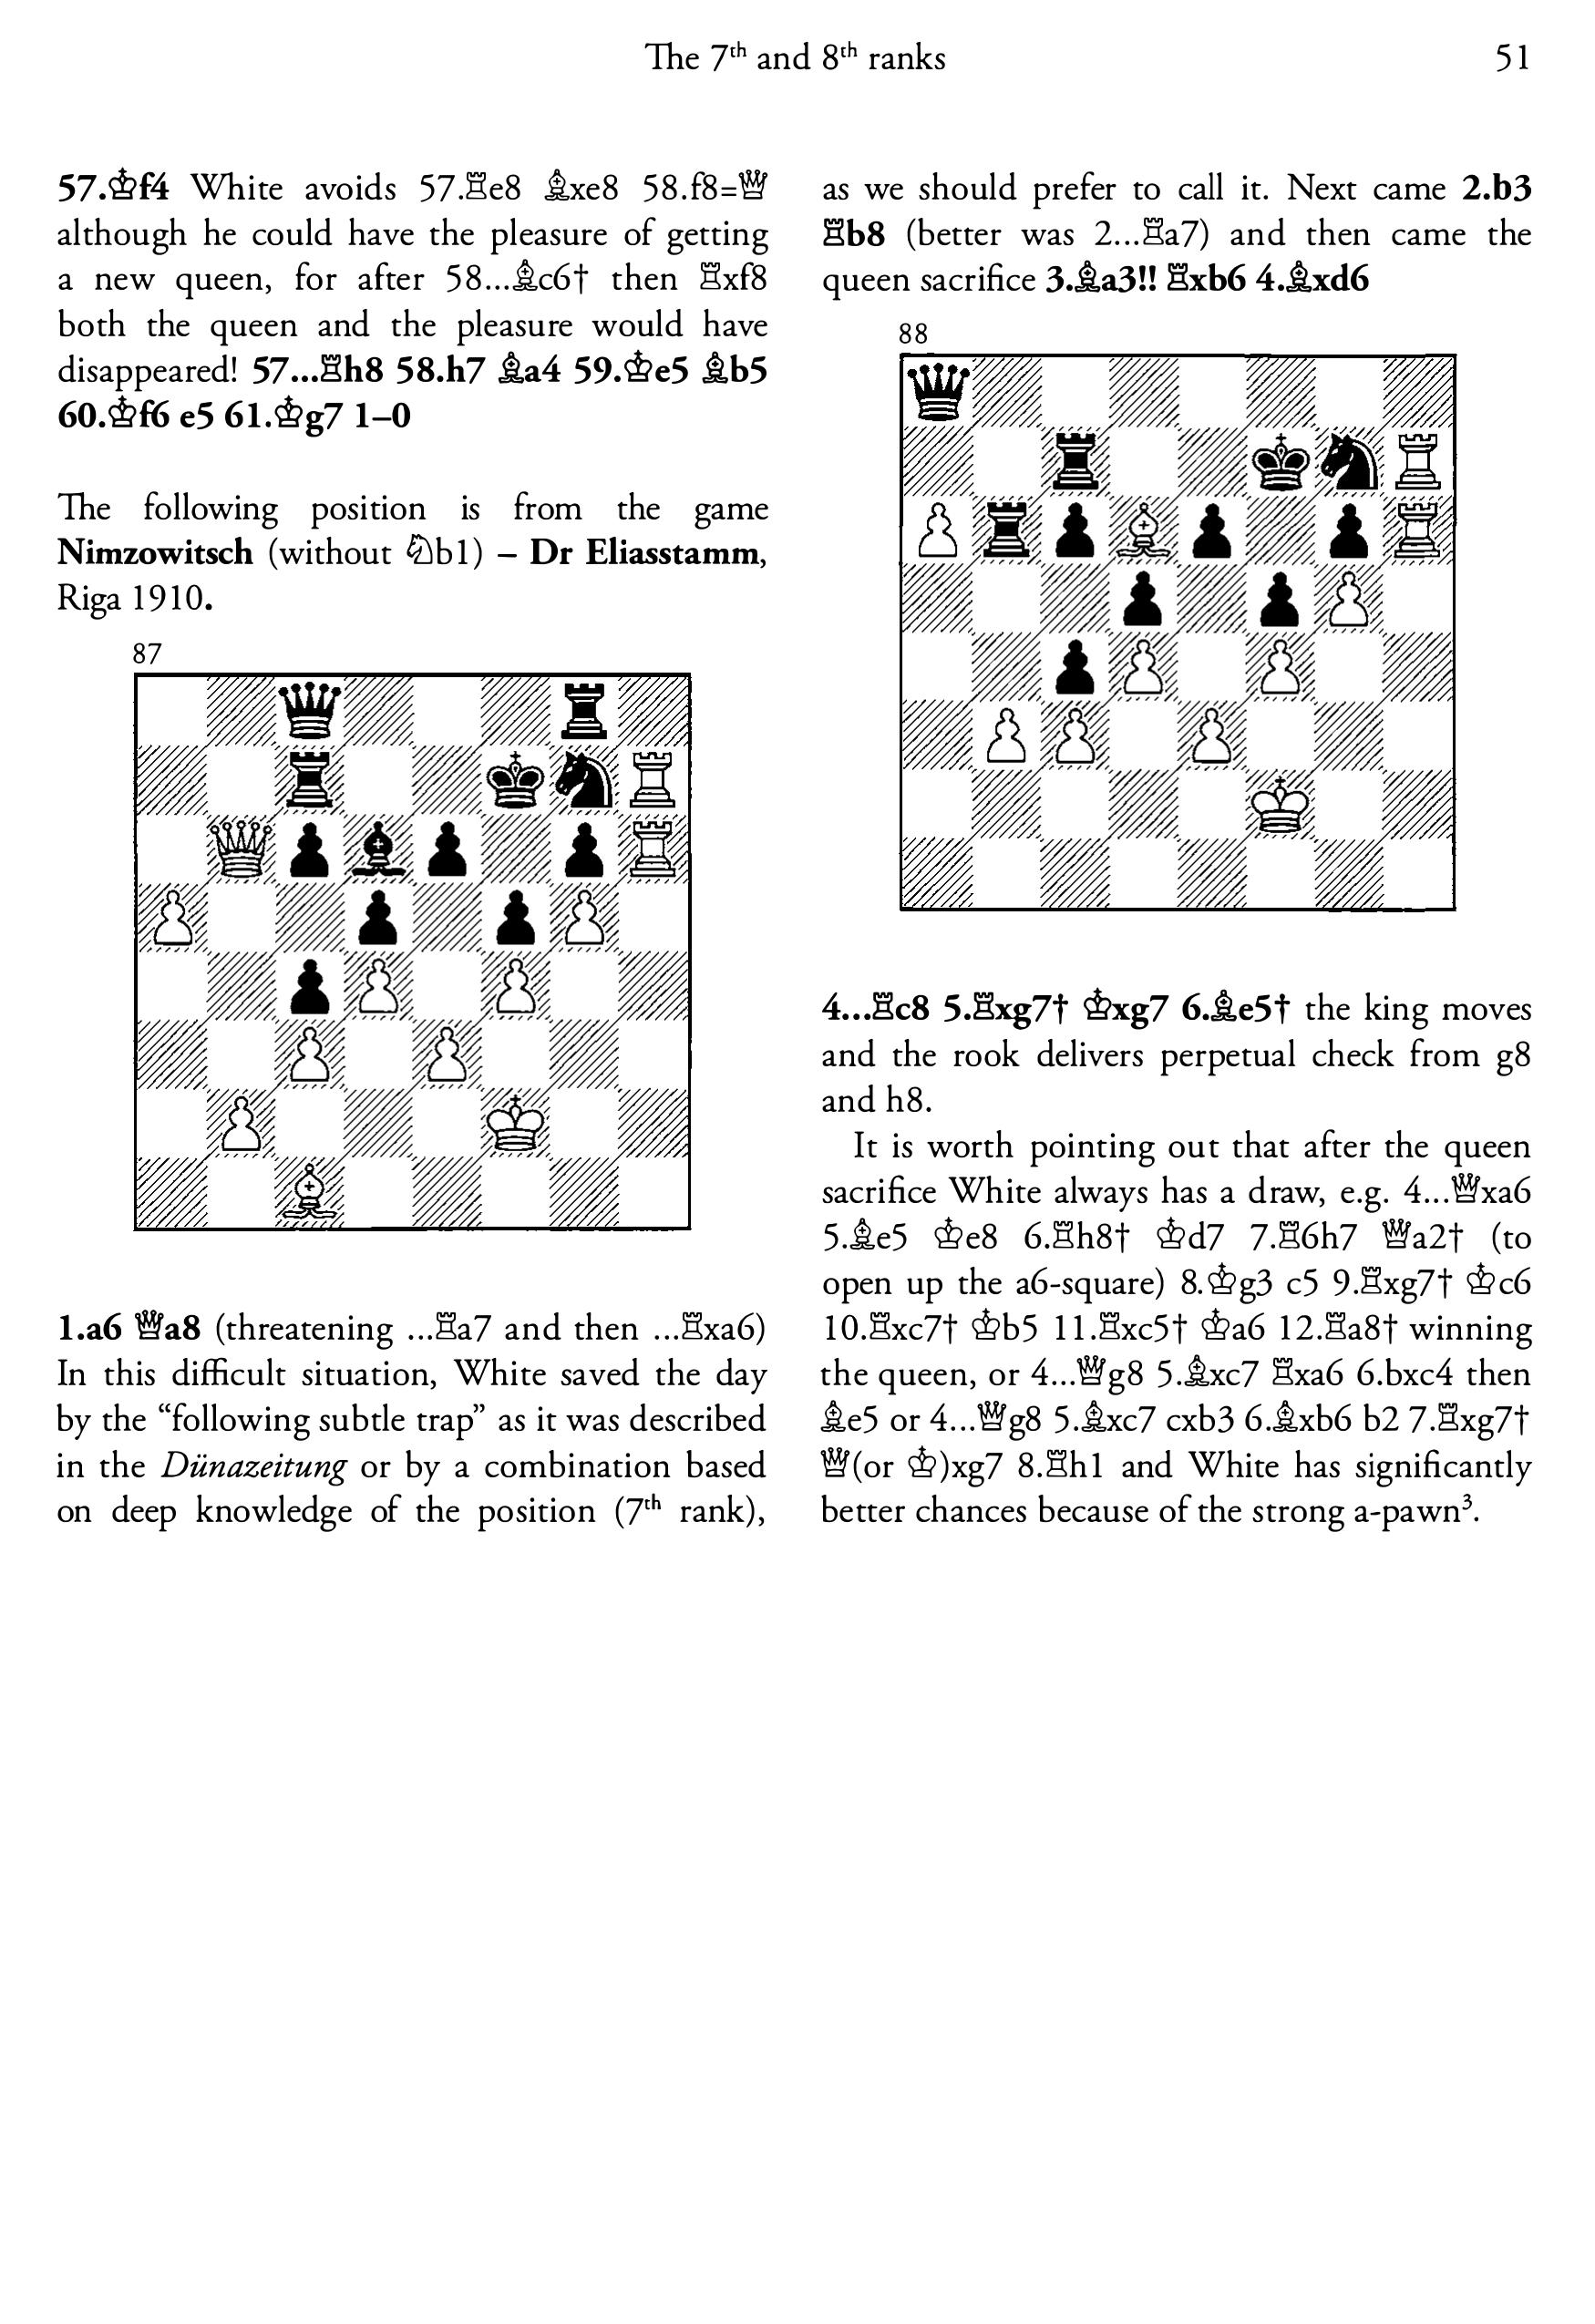 The 7th and 8th ranks
51
57.♔f4 White avoids 57.♖e8 ♗xe8 58.f8=♕
although he could have the pleasure of getting
a new queen, for after 58...♗c6† then ♖xf8
both the queen and the pleasure would have
disappeared! 57...♖h8 58.h7 ♗a4 59.♔e5 ♗b5
60.♔f6 e5 61.♔g7 1–0
The following position is from the game
Nimzowitsch (without ♘b1) – Dr Eliasstamm,
Riga 1910.
87
1.a6 ♕a8 (threatening ...♖a7 and then ...♖xa6)
In this difficult situation, White saved the day
by the “following subtle trap” as it was described
in the Dünazeitung or by a combination based
on deep knowledge of the position (7th rank),
as we should prefer to call it. Next came 2.b3
♖b8 (better was 2...♖a7) and then came the
queen sacrifice 3.♗a3!! ♖xb6 4.♗xd6
88
4...♖c8 5.♖xg7† ♔xg7 6.♗e5† the king moves
and the rook delivers perpetual check from g8
and h8.
It is worth pointing out that after the queen
sacrifice White always has a draw, e.g. 4...♕xa6
5.♗e5 ♔e8 6.♖h8† ♔d7 7.♖6h7 ♕a2† (to
open up the a6-square) 8.♔g3 c5 9.♖xg7† ♔c6
10.♖xc7† ♔b5 11.♖xc5† ♔a6 12.♖a8† winning
the queen, or 4...♕g8 5.♗xc7 ♖xa6 6.bxc4 then
♗e5 or 4...♕g8 5.♗xc7 cxb3 6.♗xb6 b2 7.♖xg7†
♕(or ♔)xg7 8.♖h1 and White has significantly
better chances because of the strong a-pawn³.